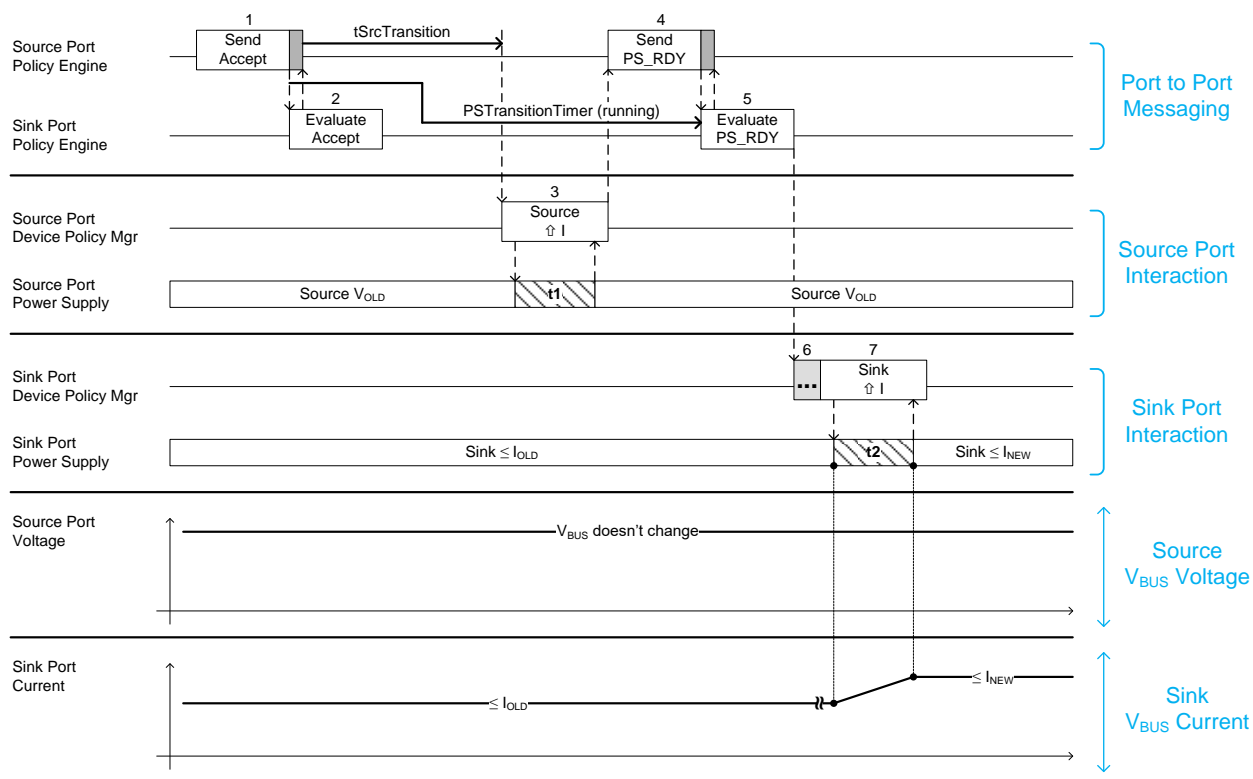 1
4
Source Port
Policy Engine
Send
Accept
tSrcTransition
Send
PS_RDY
2
5
Sink Port
Policy Engine
Evaluate
Accept
PSTransitionTimer (running)
Evaluate
PS_RDY
Port to Port
Messaging
3
Source Port
Device Policy Mgr
Source
⇧ I
Source Port
Power Supply
Source VOLD
t1
Source VOLD
Source Port
Interaction
6
7
Sink Port
Device Policy Mgr
...
Sink
⇧ I
Sink Port
Power Supply
Sink ≤ IOLD
t2
Sink ≤ INEW
Sink Port
Interaction
Source Port
Voltage
VBUS doesn't change
Source
VBUS Voltage
Sink Port
Current
≤ IOLD
≤ INEW
Sink
VBUS Current